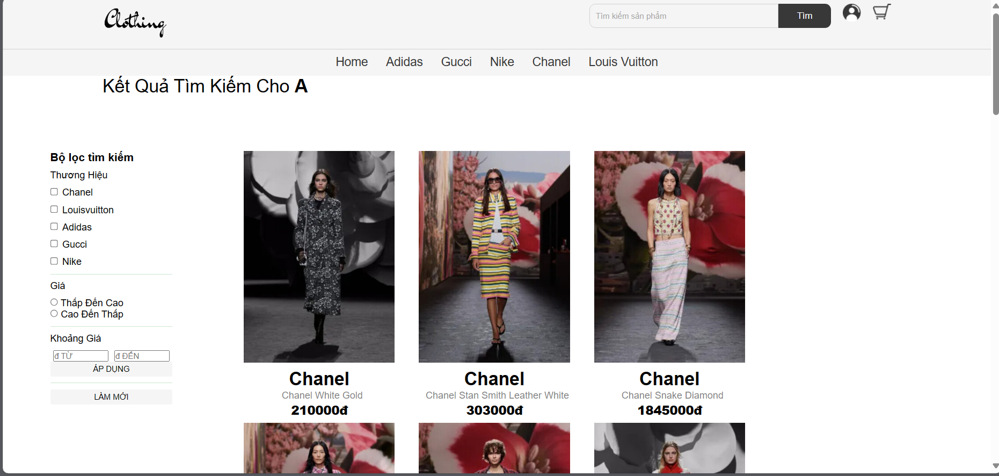 Clothing
Tìm kiếm sản phẩm
Tìm
Home Adidas Gucci Nike Chanel Louis Vuitton
Kết Quả Tìm Kiếm Cho A
Bộ lọc tìm kiếm
Thương Hiệu
Chanel
Louisvuitton
Adidas
Gucci
Nike
Giá
Thấp Đến Cao
Cao Đến Thấp
Khoảng Giá
đ TỪ đ ĐẾN
ÁP DỤNG
LÀM MỚI
Chanel
Chanel White Gold
210000đ
Chanel
Chanel Stan Smith Leather White
303000đ
Chanel
Chanel Snake Diamond
1845000đ